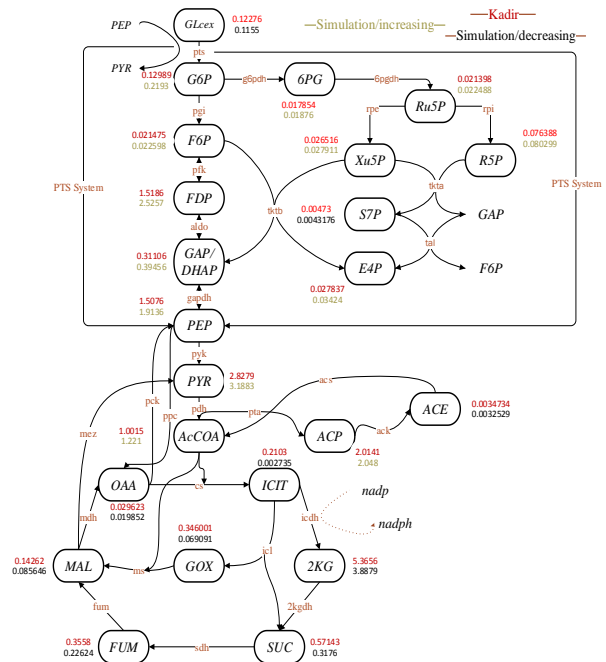 PEP
GLcex
0.12276
0.1155
Kadir
Simulation/increasing
Simulation/decreasing
pts
PYR
0.12989
0.2193
G6P
g6pdh
6PG
6pgdh
0.017854
0.01876
Ru5P
0.021398
0.022488
pgi
rpe
rpi
0.021475
0.022598
F6P
0.026516
0.027911
Xu5P
R5P
0.076388
0.080299
pfk
PTS System
PTS System
tkta
1.5186
2.5257
FDP
tktb
0.00473
0.0043176
S7P
GAP
aldo
tal
0.31106
0.39456
GAP/
DHAP
E4P
F6P
0.027837
0.03424
gapdh
1.5076
1.9136
PEP
pyk
PYR
2.8279
3.1883
pck
ppc
pdh
acs
mez
pta
1.0015
1.221
AcCOA
ACP
ack
ACE
0.0034734
0.0032529
2.0141
2.048
0.2103
0.002735
OAA
cs
ICIT
nadp
0.029623
0.019852
mdh
icdh
nadph
0.346001
0.069091
icl
0.14262
0.085646
MAL
ms
GOX
2KG
5.3656
3.8879
fum
2kgdh
0.3558
0.22624
FUM
sdh
SUC
0.57143
0.3176